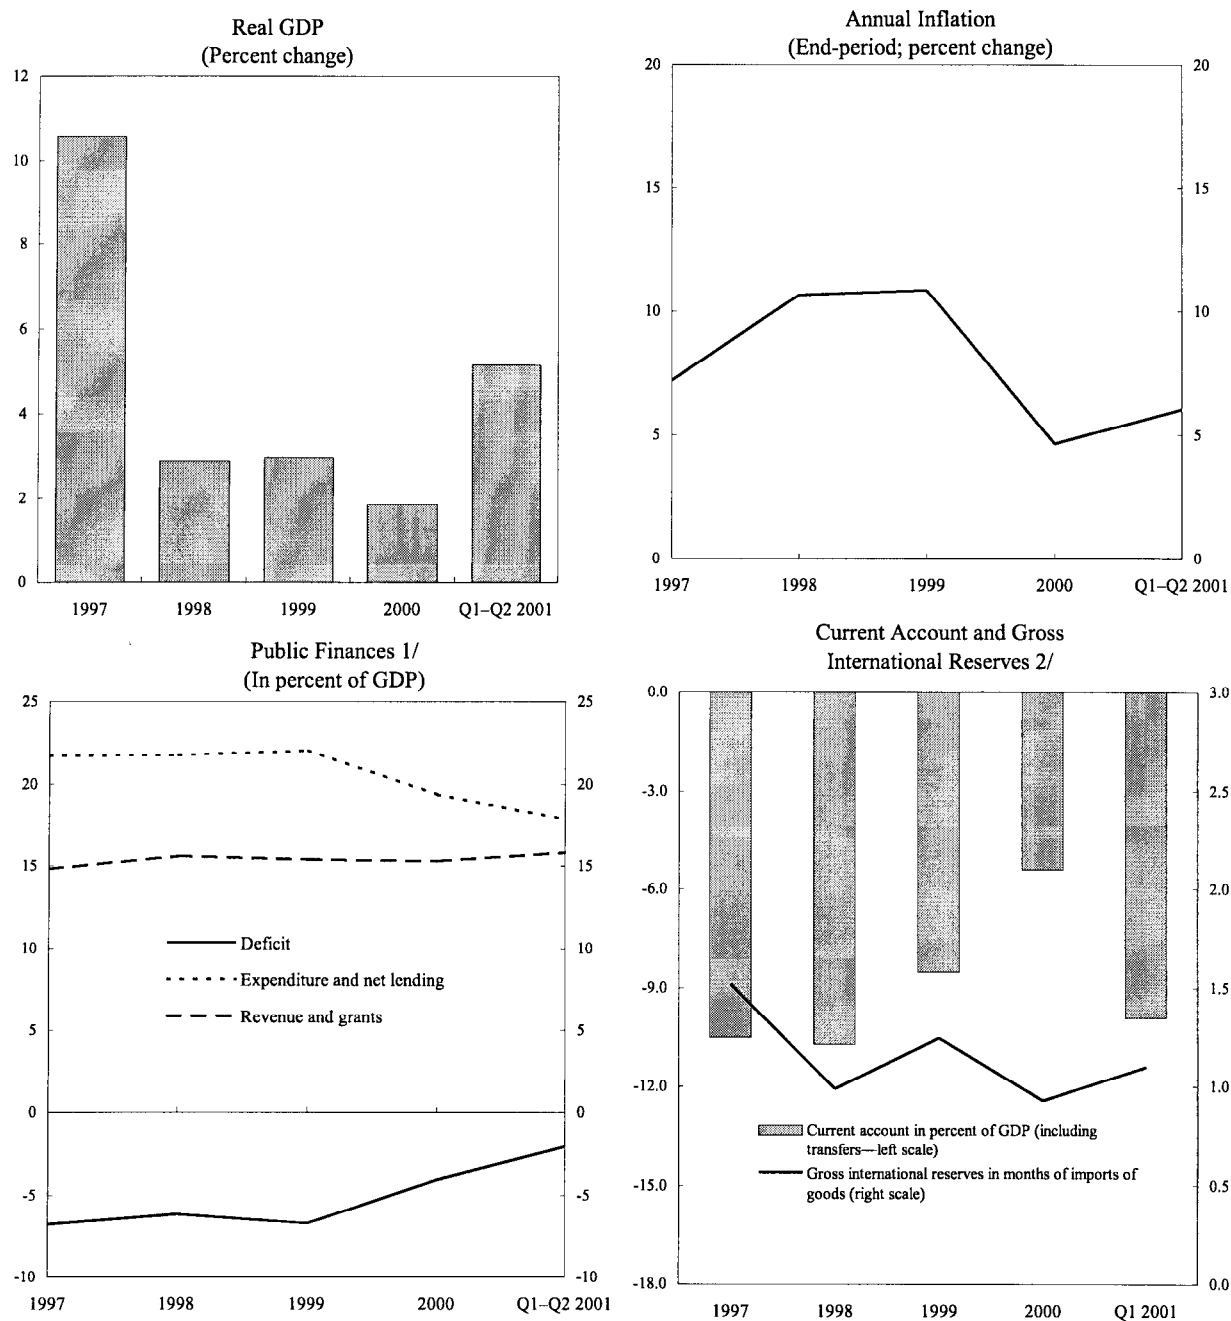 Real GDP
(Percent change)
12
10
8
6
4
2
0
1997 1998 1999 2000 Q1–Q2 2001
Annual Inflation
(End-period; percent change)
20 20
15 15
10 10
5 5
0 0
1997 1998 1999 2000 Q1–Q2 2001
Public Finances 1/
(In percent of GDP)
25 25
20 20
15 15
10 10
Deficit
Expenditure and net lending
Revenue and grants
5 5
0 0
-5 -5
-10 -10
1997 1998 1999 2000 Q1–Q2 2001
Current Account and Gross
International Reserves 2/
0.0 3.0
-3.0 2.5
-6.0 2.0
-9.0 1.5
-12.0 1.0
Current account in percent of GDP (including
transfers—left scale)
Gross international reserves in months of imports of
goods (right scale)
-15.0 0.5
-18.0 0.0
1997 1998 1999 2000 Q1 2001